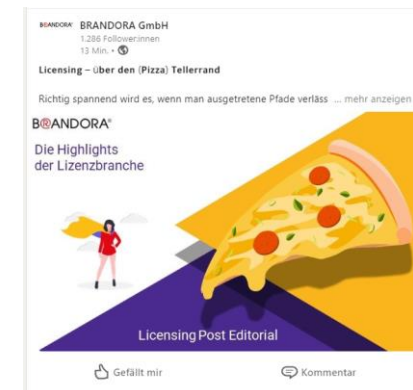 BRANDORA BRANDORA GmbH
1.286 Follower:innen
13 Min. •
Licensing – über den (Pizza) Tellerrand
Richtig spannend wird es, wenn man ausgetretene Pfade verläss ... mehr anzeigen
BRANDORA®
Die Highlights
der Lizenzbranche
Licensing Post Editorial
Gefällt mir
Kommentar